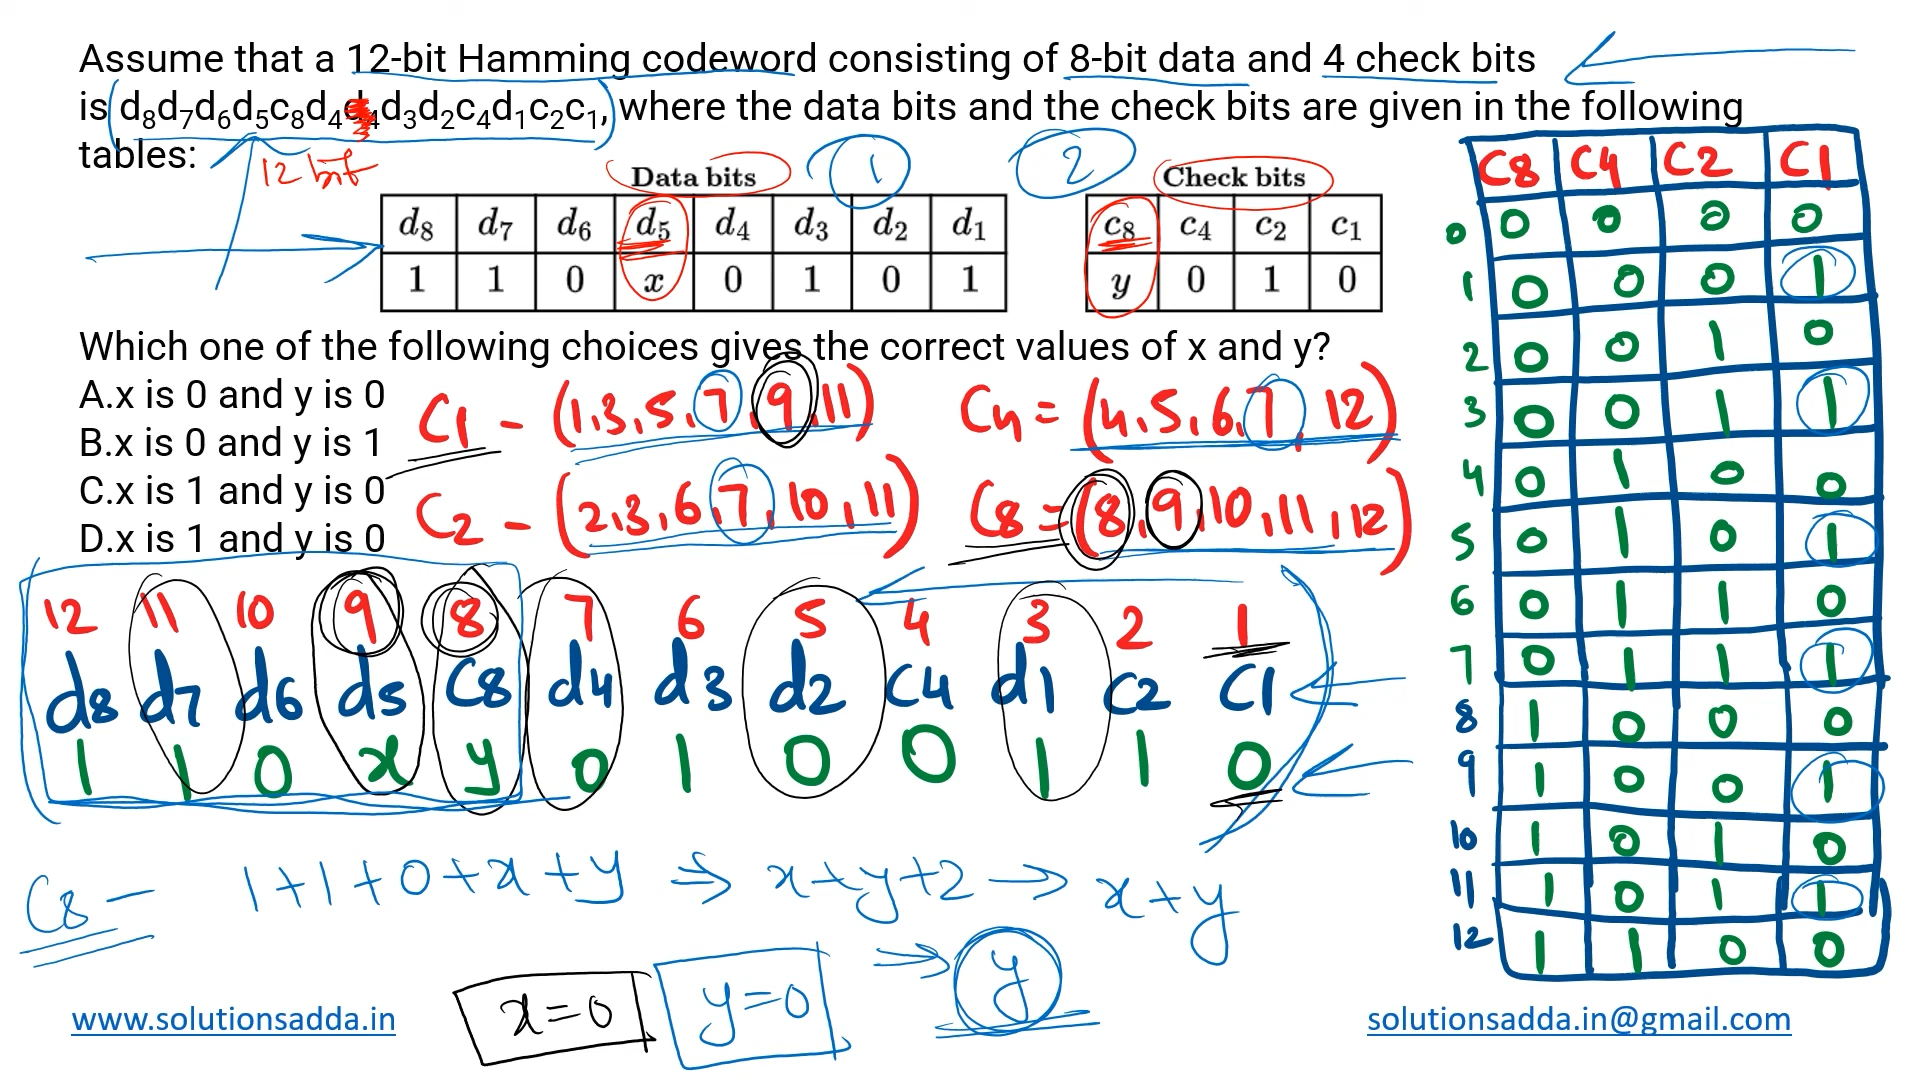 Assume that a 12-bit Hamming codeword consisting of 8-bit data and 4 check bits
is d₈d₇d₆d₅c₈d₄d₄d₃d₂c₄d₁c₂c₁, where the data bits and the check bits are given in the following
tables:
12 bit
1
2
Data bits
d₈ d₇ d₆ d₅ d₄ d₃ d₂ d₁
1 1 0 x 0 1 0 1
Check bits
c₈ c₄ c₂ c₁
y 0 1 0
Which one of the following choices gives the correct values of x and y?
A.x is 0 and y is 0
B.x is 0 and y is 1
C.x is 1 and y is 0
D.x is 1 and y is 0
C1 - (1,3,5,7,9,11)
C4 = (4,5,6,7,12)
C2 - (2,3,6,7,10,11)
C8 = (8,9,10,11,12)
12 11 10 9 8 7 6 5 4 3 2 1
d8 d7 d6 d5 C8 d4 d3 d2 C4 d1 C2 C1
1 1 0 x y 0 1 0 0 1 1 0
C8 - 1+1+0+x+y ⇒ x+y+2 → x+y
→ y
x=0
y=0
C8 C4 C2 C1
0 0 0 0 0
1 0 0 0 1
2 0 0 1 0
3 0 0 1 1
4 0 1 0 0
5 0 1 0 1
6 0 1 1 0
7 0 1 1 1
8 1 0 0 0
9 1 0 0 1
10 1 0 1 0
11 1 0 1 1
12 1 1 0 0
www.solutionsadda.in
solutionsadda.in@gmail.com